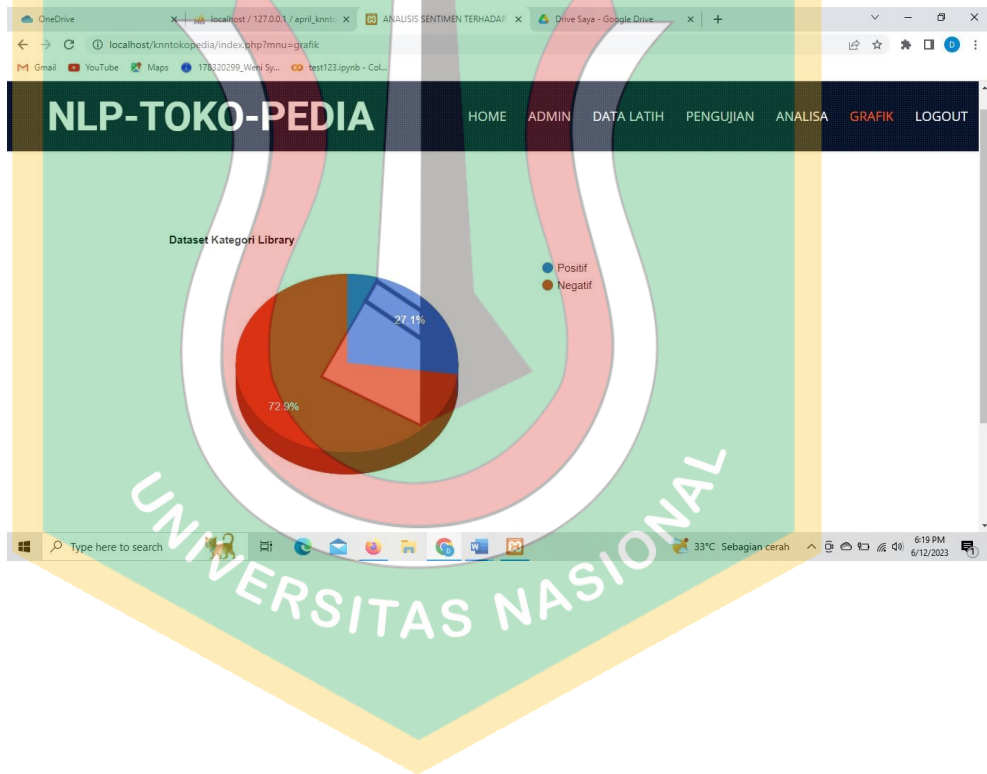 OneDrive
localhost / 127.0.0.1 / april_knnto
ANALISIS SENTIMEN TERHADAP
Drive Saya - Google Drive
localhost/knntokopedia/index.php?mnu=grafik
Gmail YouTube Maps 178320299_Weni Sy... test123.ipynb - Col...
NLP-TOKO-PEDIA
HOME ADMIN DATA LATIH PENGUJIAN ANALISA GRAFIK LOGOUT
Dataset Kategori Library
Positif
Negatif
27.1%
72.9%
Type here to search
33°C Sebagian cerah
6:19 PM
6/12/2023
UNIVERSITAS NASIONAL